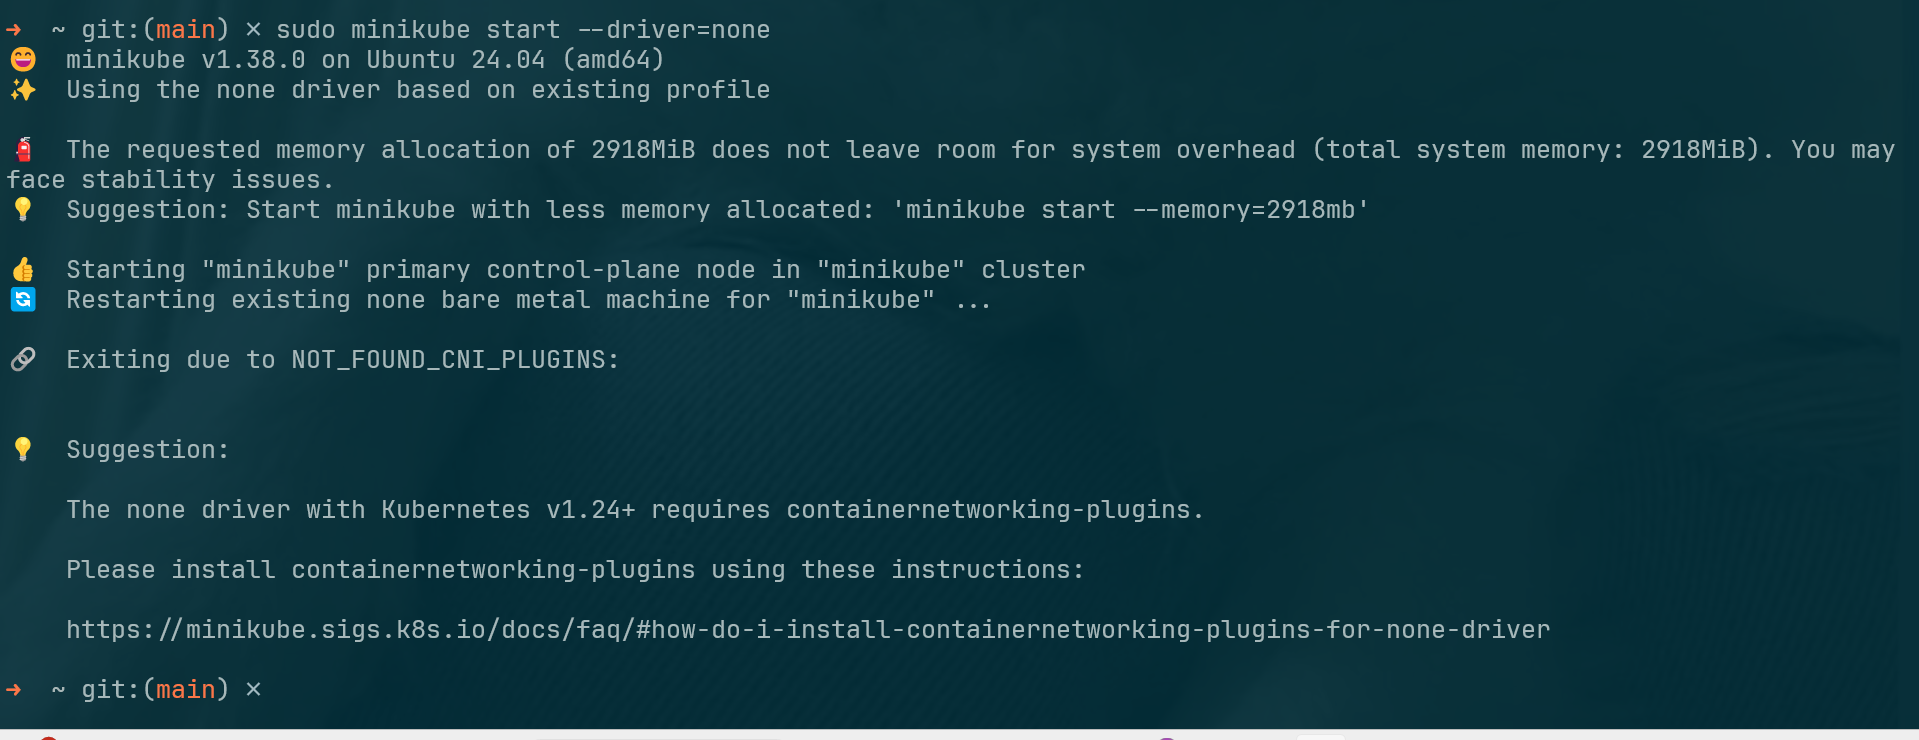 ➜  ~ git:(main) ✕ sudo minikube start --driver=none
😄  minikube v1.38.0 on Ubuntu 24.04 (amd64)
✨  Using the none driver based on existing profile
🧯  The requested memory allocation of 2918MiB does not leave room for system overhead (total system memory: 2918MiB). You may
face stability issues.
💡  Suggestion: Start minikube with less memory allocated: 'minikube start --memory=2918mb'
👍  Starting "minikube" primary control-plane node in "minikube" cluster
🔄  Restarting existing none bare metal machine for "minikube" ...
🔗  Exiting due to NOT_FOUND_CNI_PLUGINS:
💡  Suggestion:
The none driver with Kubernetes v1.24+ requires containernetworking-plugins.
Please install containernetworking-plugins using these instructions:
https://minikube.sigs.k8s.io/docs/faq/#how-do-i-install-containernetworking-plugins-for-none-driver
➜  ~ git:(main) ✕